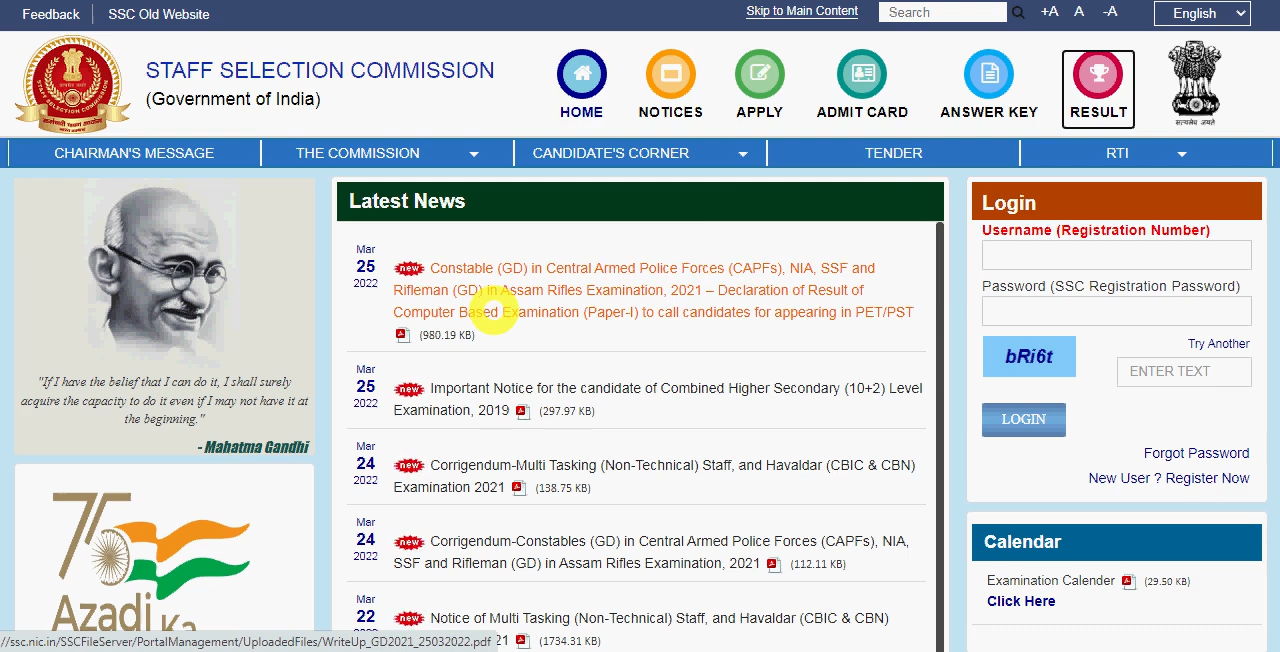 Feedback
SSC Old Website
Skip to Main Content
Search
+A
A
-A
English
STAFF SELECTION COMMISSION
(Government of India)
HOME
NOTICES
APPLY
ADMIT CARD
ANSWER KEY
RESULT
सत्यमेव जयते
CHAIRMAN'S MESSAGE
THE COMMISSION
CANDIDATE'S CORNER
TENDER
RTI
"If I have the belief that I can do it, I shall surely
acquire the capacity to do it even if I may not have it at
the beginning."
- Mahatma Gandhi
75
Azadi Ka
Latest News
Mar
25
2022
new Constable (GD) in Central Armed Police Forces (CAPFs), NIA, SSF and
Rifleman (GD) in Assam Rifles Examination, 2021 – Declaration of Result of
Computer Based Examination (Paper-I) to call candidates for appearing in PET/PST
(980.19 KB)
Mar
25
2022
new Important Notice for the candidate of Combined Higher Secondary (10+2) Level
Examination, 2019 (297.97 KB)
Mar
24
2022
new Corrigendum-Multi Tasking (Non-Technical) Staff, and Havaldar (CBIC & CBN)
Examination 2021 (138.75 KB)
Mar
24
2022
new Corrigendum-Constables (GD) in Central Armed Police Forces (CAPFs), NIA,
SSF and Rifleman (GD) in Assam Rifles Examination, 2021 (112.11 KB)
Mar
22
2022
new Notice of Multi Tasking (Non-Technical) Staff, and Havaldar (CBIC & CBN)
21 (1734.31 KB)
Login
Username (Registration Number)
Password (SSC Registration Password)
bRi6t
Try Another
ENTER TEXT
LOGIN
Forgot Password
New User ? Register Now
Calendar
Examination Calender (29.50 KB)
Click Here
//ssc.nic.in/SSCFileServer/PortalManagement/UploadedFiles/WriteUp_GD2021_25032022.pdf